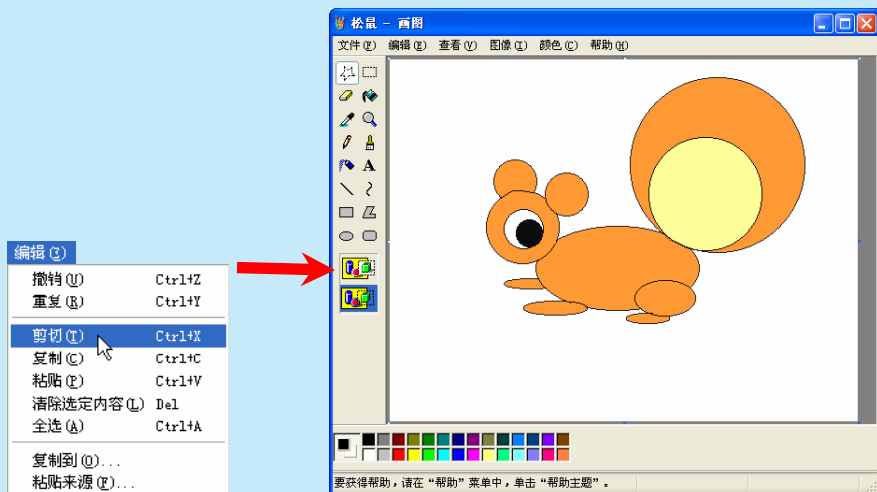 松鼠 - 画图
文件(F) 编辑(E) 查看(V) 图像(I) 颜色(C) 帮助(H)
A
编辑(E)
撤销(U) Ctrl+Z
重复(R) Ctrl+Y
剪切(T) Ctrl+X
复制(C) Ctrl+C
粘贴(P) Ctrl+V
清除选定内容(L) Del
全选(A) Ctrl+A
复制到(O)...
粘贴来源(F)...
要获得帮助，请在“帮助”菜单中，单击“帮助主题”。